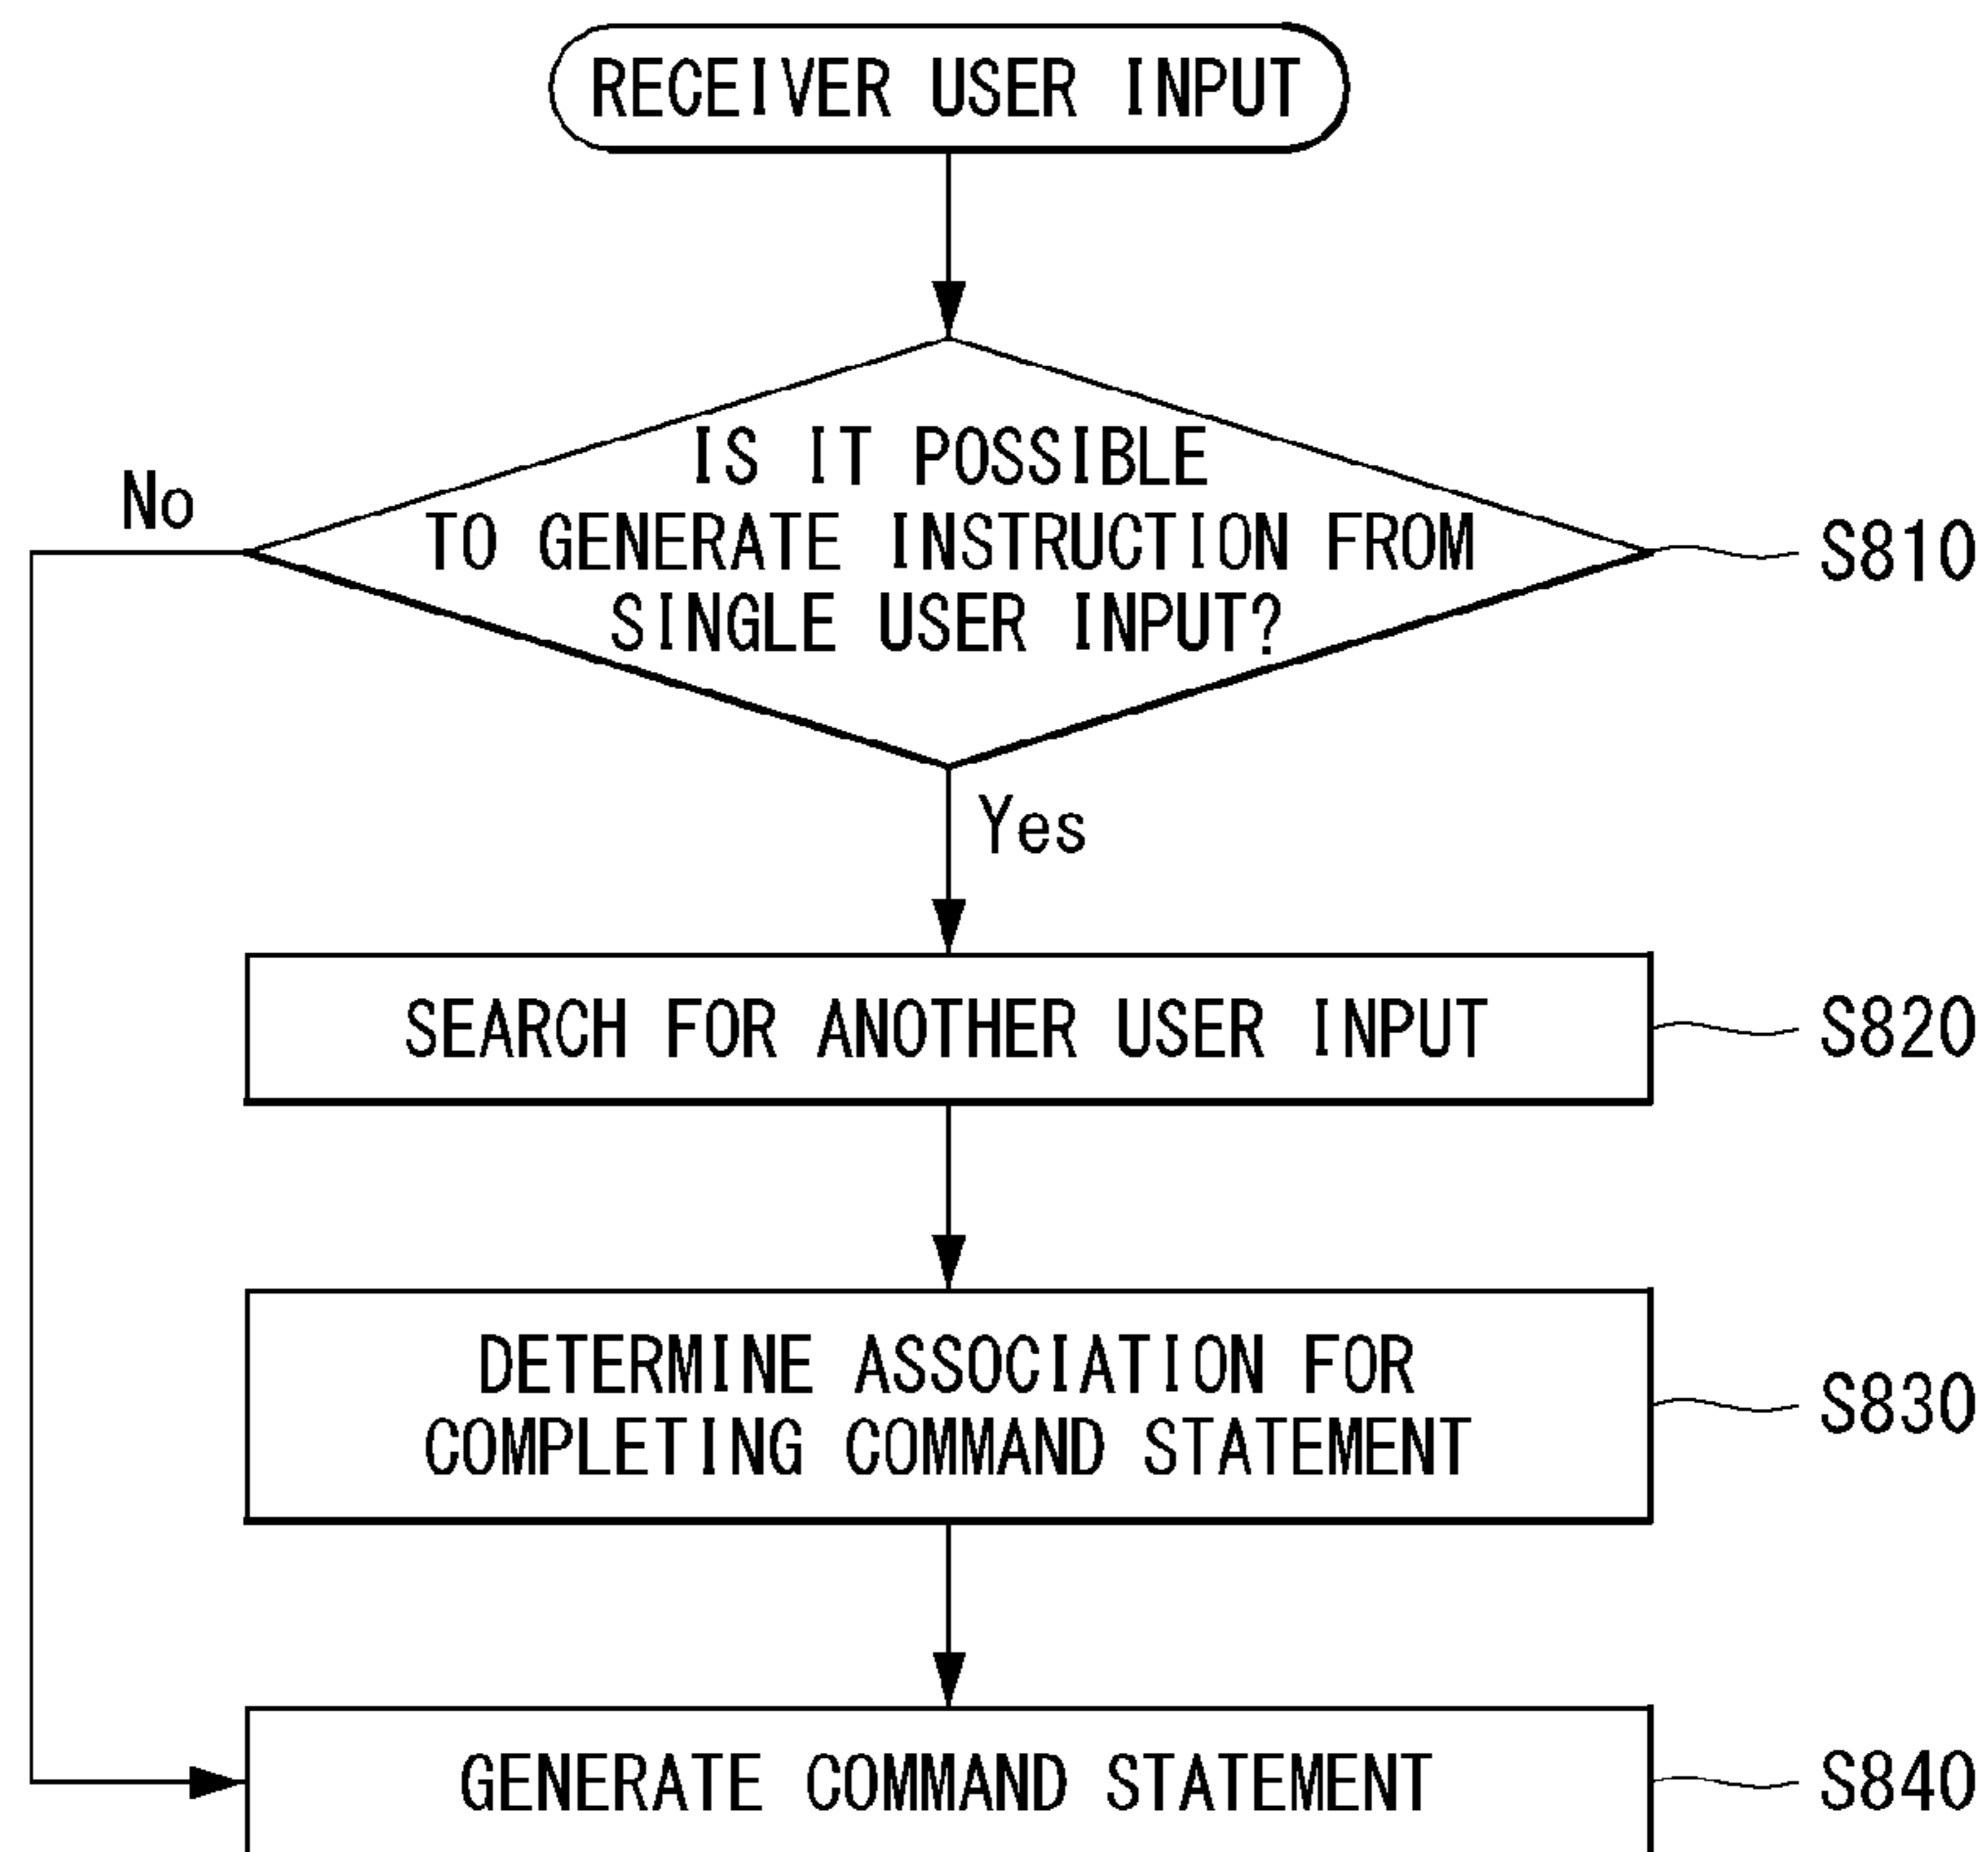 RECEIVER USER INPUT
IS IT POSSIBLE
TO GENERATE INSTRUCTION FROM
SINGLE USER INPUT?
No
S810
Yes
SEARCH FOR ANOTHER USER INPUT
S820
DETERMINE ASSOCIATION FOR
COMPLETING COMMAND STATEMENT
S830
GENERATE COMMAND STATEMENT
S840